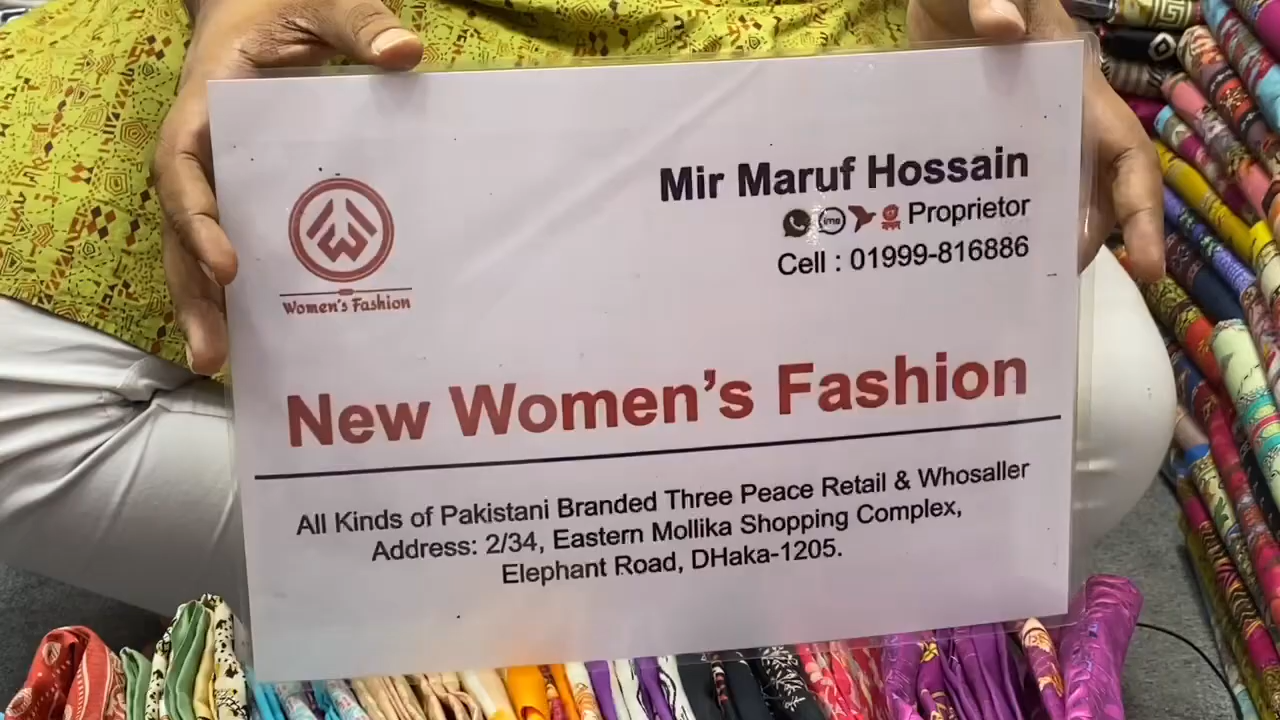 Mir Maruf Hossain
imo Proprietor
Cell : 01999-816886
Women's Fashion
New Women's Fashion
All Kinds of Pakistani Branded Three Peace Retail & Whosaller
Address: 2/34, Eastern Mollika Shopping Complex,
Elephant Road, DHaka-1205.